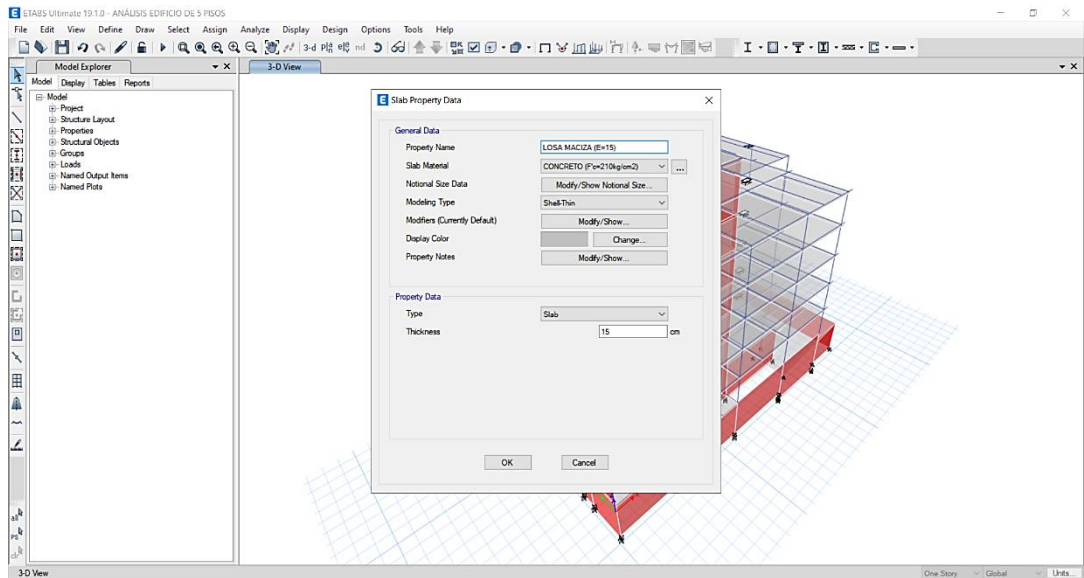 ETABS Ultimate 19.1.0 - ANÁLISIS EDIFICIO DE 5 PISOS
File Edit View Define Draw Select Assign Analyze Display Design Options Tools Help
3-d
nd
Model Explorer
3-D View
Model Display Tables Reports
Model
Project
Structure Layout
Properties
Structural Objects
Groups
Loads
Named Output Items
Named Plots
Slab Property Data
General Data
Property Name LOSA MACIZA (E=15)
Slab Material CONCRETO (F'c=210kg/cm2) ...
Notional Size Data Modify/Show Notional Size...
Modeling Type Shell-Thin
Modifiers (Currently Default) Modify/Show...
Display Color Change...
Property Notes Modify/Show...
Property Data
Type Slab
Thickness 15 cm
OK Cancel
all
PS
clr
3-D View One Story Global Units...